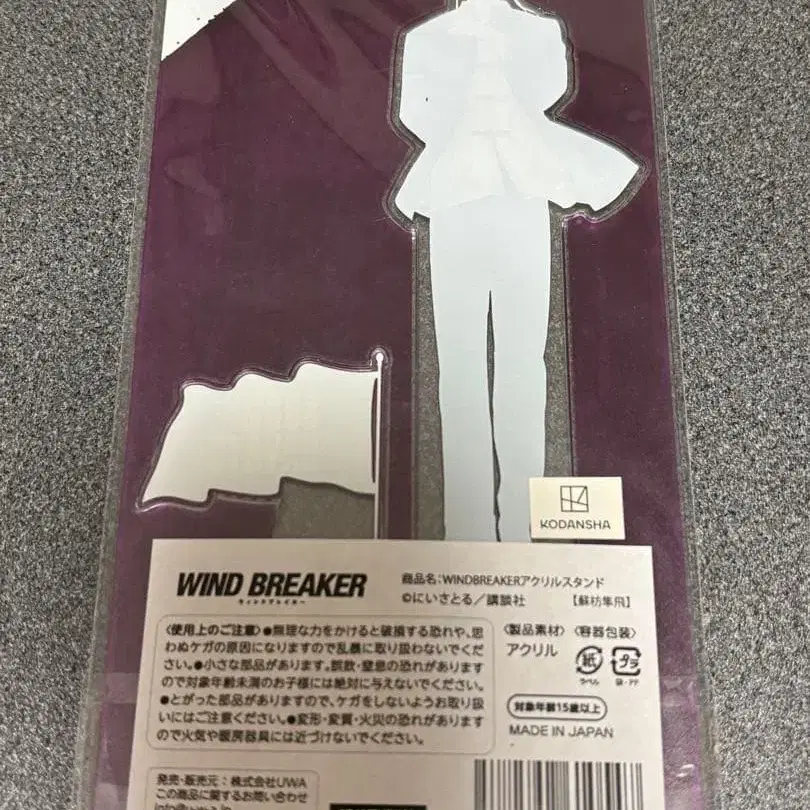 KODANSHA
WIND BREAKER
ウィンドブレイカー
商品名:WINDBREAKERアクリルスタンド
©にいさとる/講談社 【蘇枋隼飛】
〈使用上のご注意〉●無理な力をかけると破損する恐れや、思
わぬケガの原因になりますので乱暴に取り扱わないでくだ
さい。●小さな部品があります。誤飲・窒息の恐れがあります
ので対象年齢未満のお子様には絶対に与えないでください。
●とがった部品がありますので、ケガをしないようお取り扱
いにはご注意ください。●変形・変質・火災の恐れがあります
ので火気や暖房器具には近づけないでください。
〈製品素材〉 〈容器包装〉
アクリル
紙 プラ
ラベル 袋・PP
対象年齢15歳以上
MADE IN JAPAN
発売・販売元:株式会社UWA
この商品に関するお問い合わせ